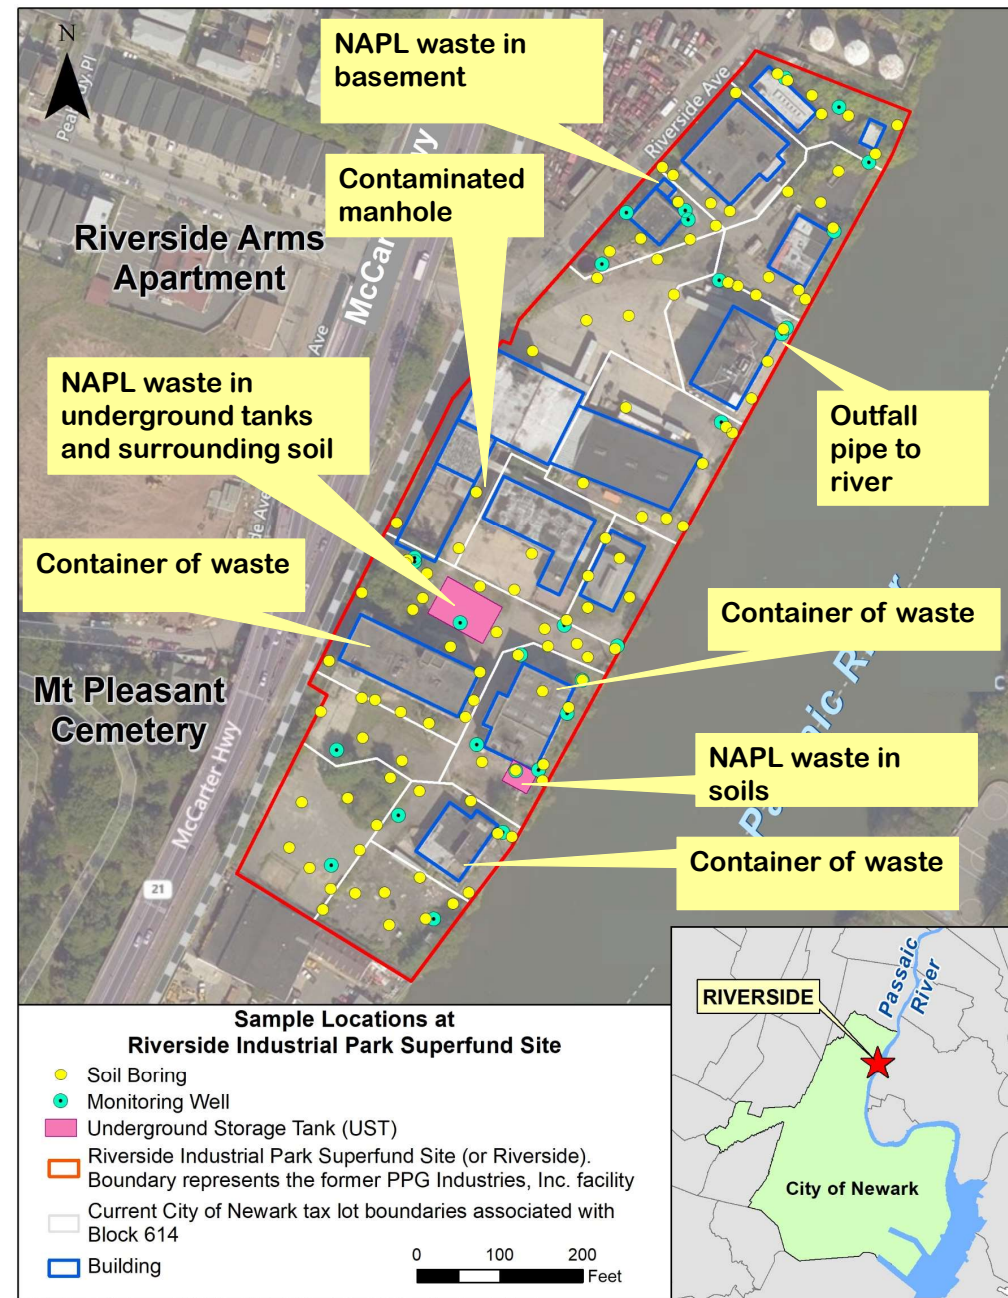 N
NAPL waste in
basement
Riverside Ave
Contaminated
manhole
Riverside Arms
Apartment
NAPL waste in
underground tanks
and surrounding soil
Outfall
pipe to
river
Container of waste
Container of waste
Mt Pleasant
Cemetery
McCarter Hwy
NAPL waste in
soils
Container of waste
21
Sample Locations at
Riverside Industrial Park Superfund Site
Soil Boring
Monitoring Well
Underground Storage Tank (UST)
Riverside Industrial Park Superfund Site (or Riverside).
Boundary represents the former PPG Industries, Inc. facility
Current City of Newark tax lot boundaries associated with
Block 614
Building
0 100 200
Feet
Passaic
River
RIVERSIDE
City of Newark